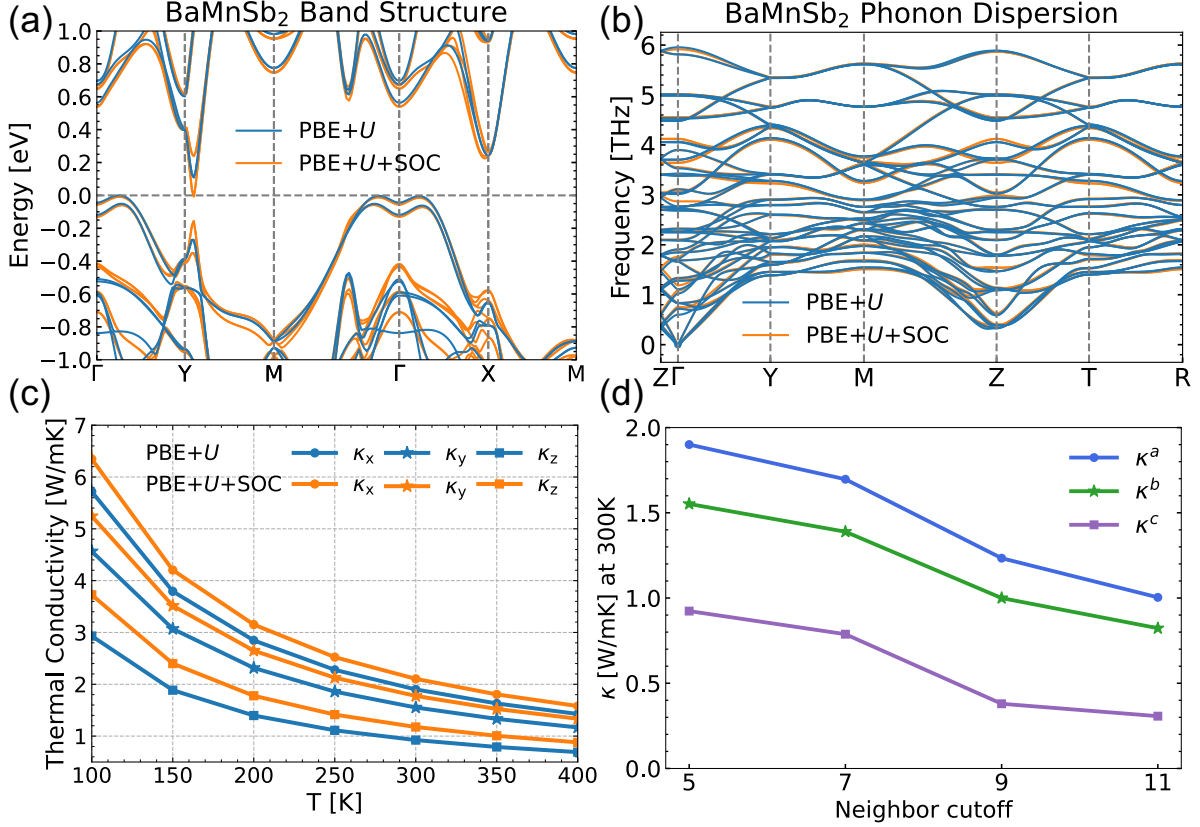 (a)
BaMnSb2 Band Structure
1.0
0.8
0.6
0.4
0.2
0.0
−0.2
−0.4
−0.6
−0.8
−1.0
Energy [eV]
PBE+U
PBE+U+SOC
Γ Y M Γ X M
(b)
BaMnSb2 Phonon Dispersion
6
5
4
3
2
1
0
Frequency [THz]
PBE+U
PBE+U+SOC
Z Γ Y M Z T R
(c)
7
6
5
4
3
2
1
Thermal Conductivity [W/mK]
PBE+U κx κy κz
PBE+U+SOC κx κy κz
100 150 200 250 300 350 400
T [K]
(d)
2.0
1.5
1.0
0.5
0.0
κ [W/mK] at 300K
κa
κb
κc
5 7 9 11
Neighbor cutoff